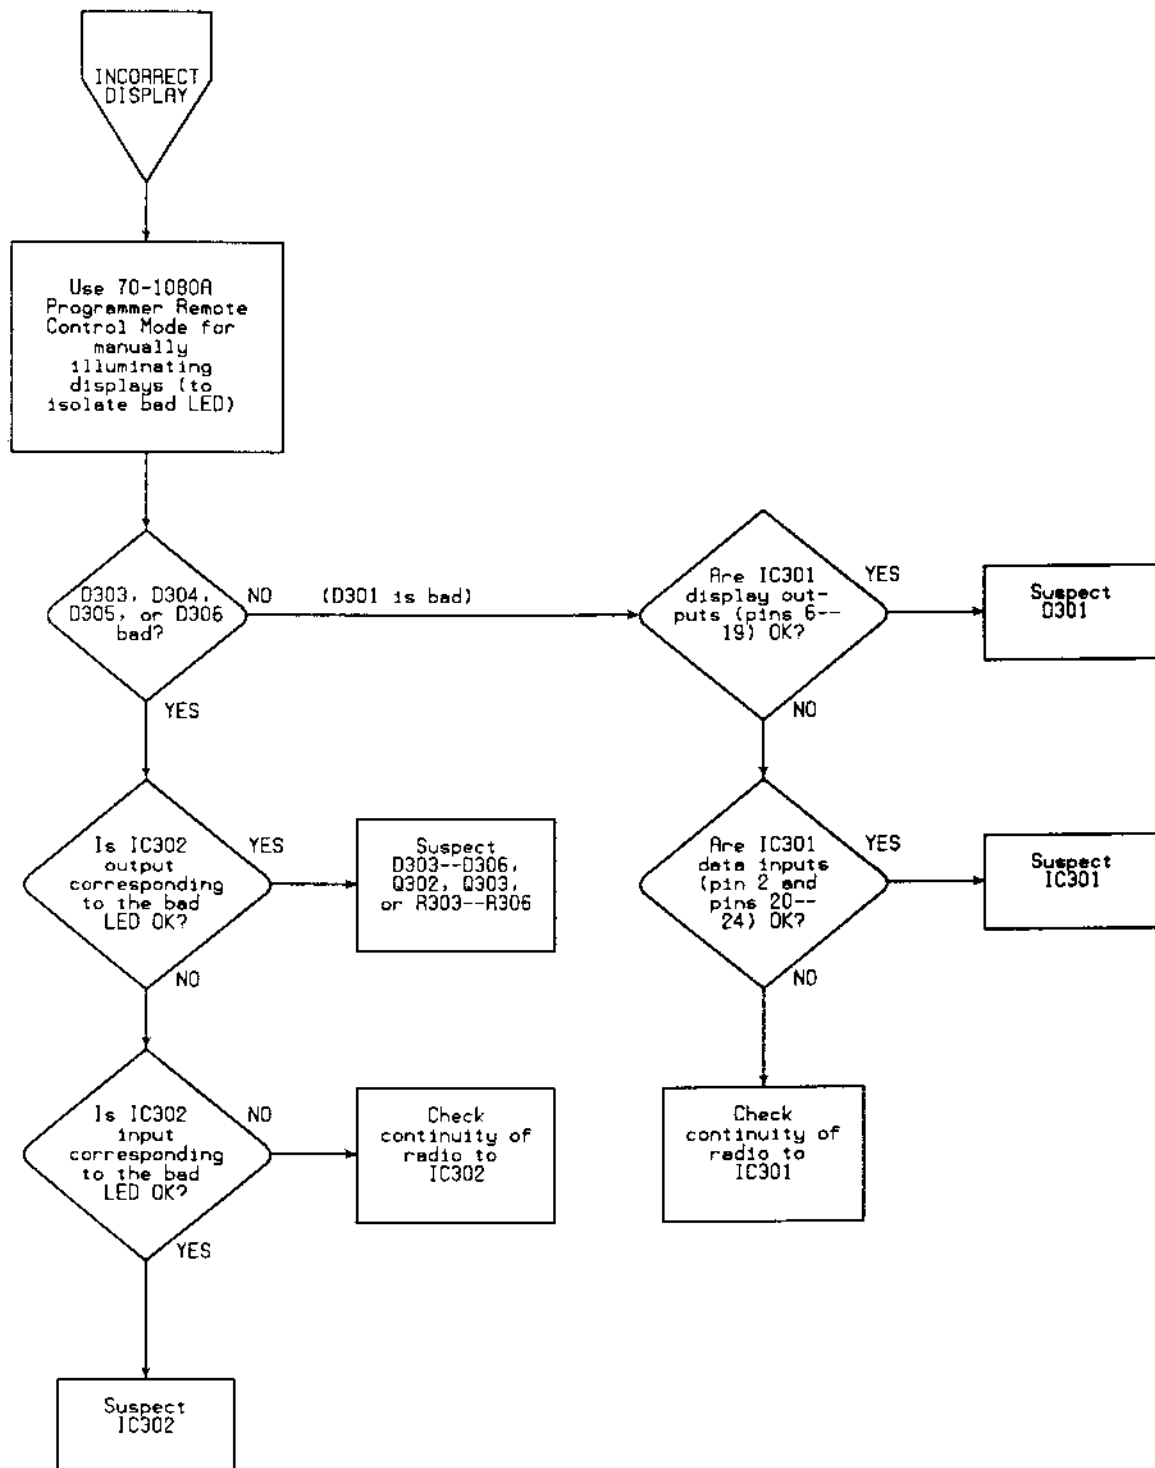 INCORRECT
DISPLAY
Use 70-1080A
Programmer Remote
Control Mode for
manually
illuminating
displays (to
isolate bad LED)
D303, D304,
D305, or D306
bad?
NO
(D301 is bad)
YES
Are IC301
display out-
puts (pins 6--
19) OK?
YES
Suspect
D301
NO
Is IC302
output
corresponding
to the bad
LED OK?
YES
Suspect
D303--D306,
Q302, Q303,
or R303--R306
NO
Are IC301
data inputs
(pin 2 and
pins 20--
24) OK?
YES
Suspect
IC301
NO
Is IC302
input
corresponding
to the bad
LED OK?
NO
Check
continuity of
radio to
IC302
YES
Check
continuity of
radio to
IC301
Suspect
IC302